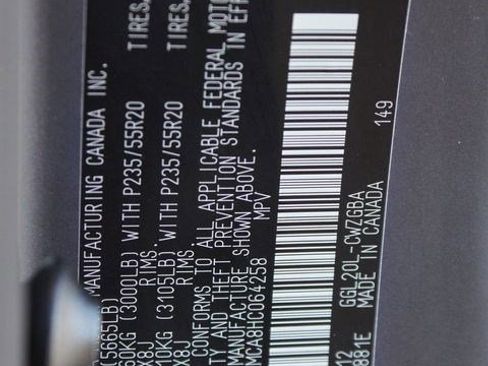 MANUFACTURING CANADA INC.
(5665LB)
60KG (3000LB) WITH P235/55R20 TIRES,
X8J RIMS,
10KG (3105LB) WITH P235/55R20 TIRES,
X8J RIMS,
CONFORMS TO ALL APPLICABLE FEDERAL MOTOR
ITY AND THEFT PREVENTION STANDARDS IN EFF
MANUFACTURE SHOWN ABOVE.
MCA8HC064258 MPV
12 GGL20L-CWZGBA
881E MADE IN CANADA 149